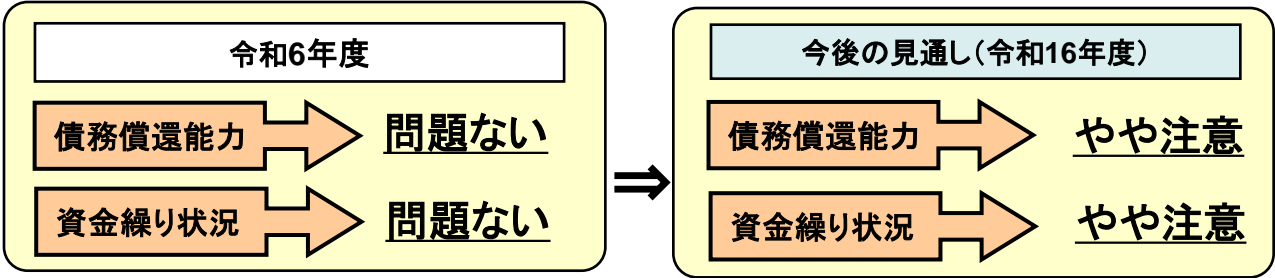 令和6年度
債務償還能力 問題ない
資金繰り状況 問題ない
⇒
今後の見通し（令和16年度）
債務償還能力 やや注意
資金繰り状況 やや注意